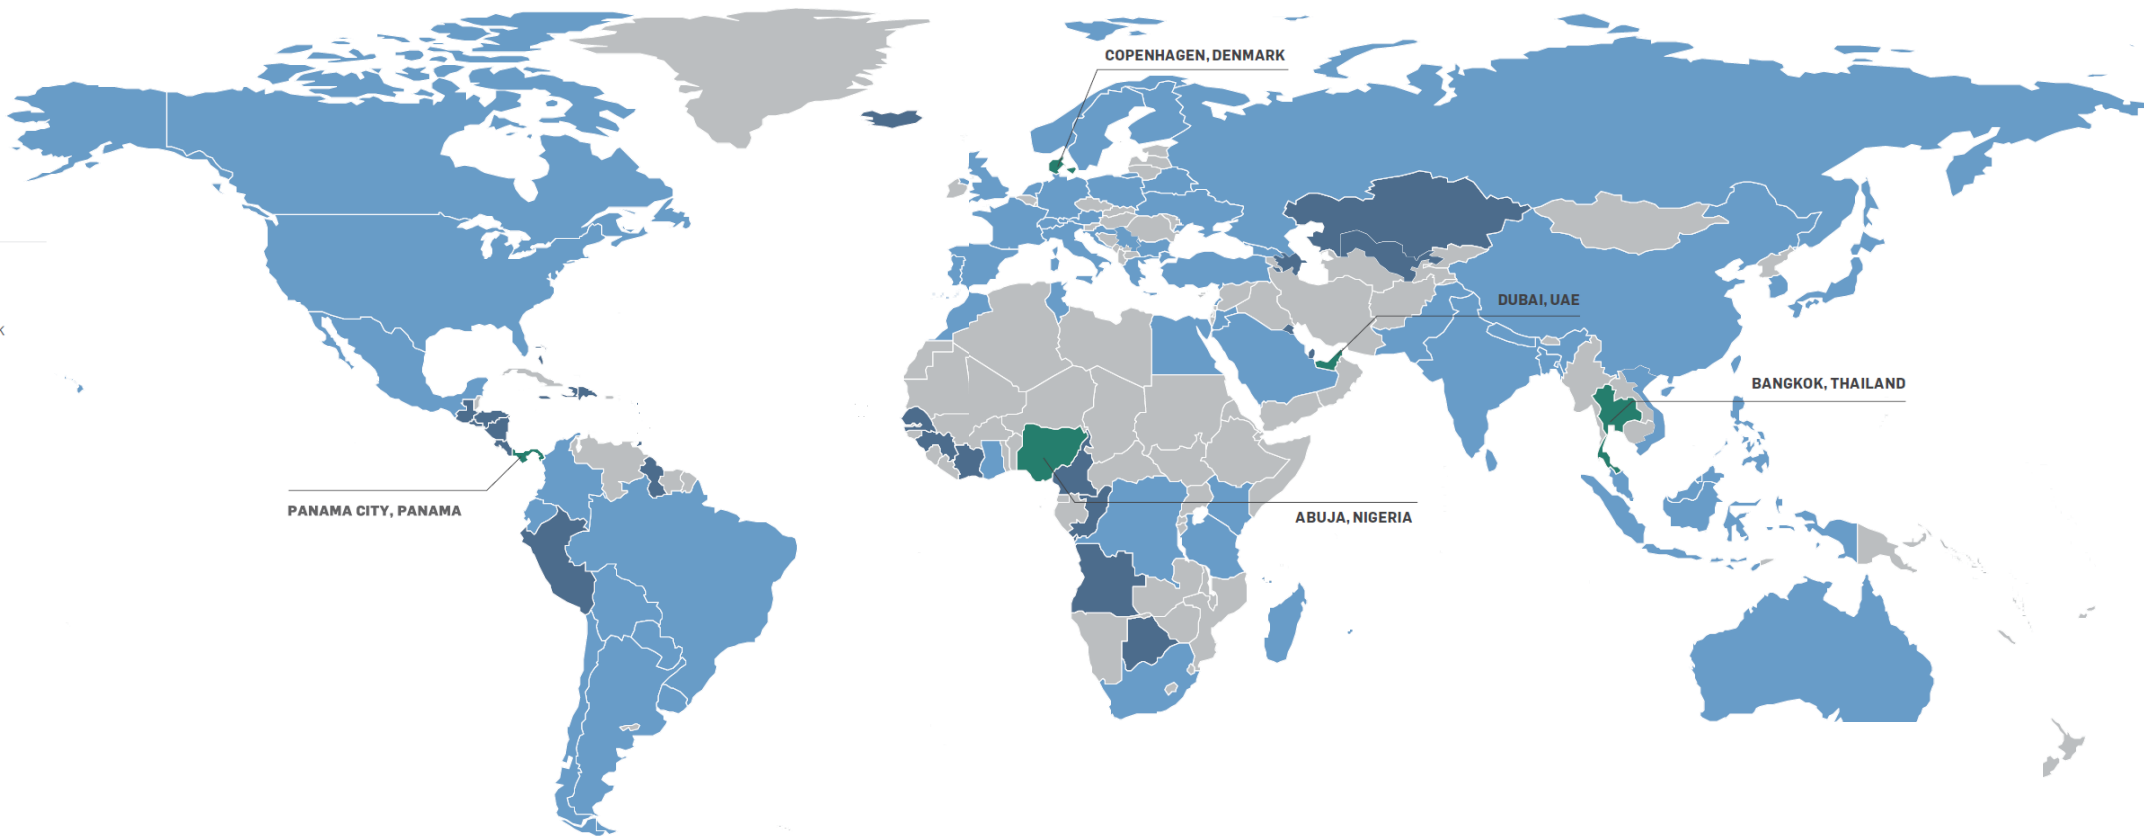 COPENHAGEN, DENMARK
DUBAI, UAE
K
BANGKOK, THAILAND
PANAMA CITY, PANAMA
ABUJA, NIGERIA